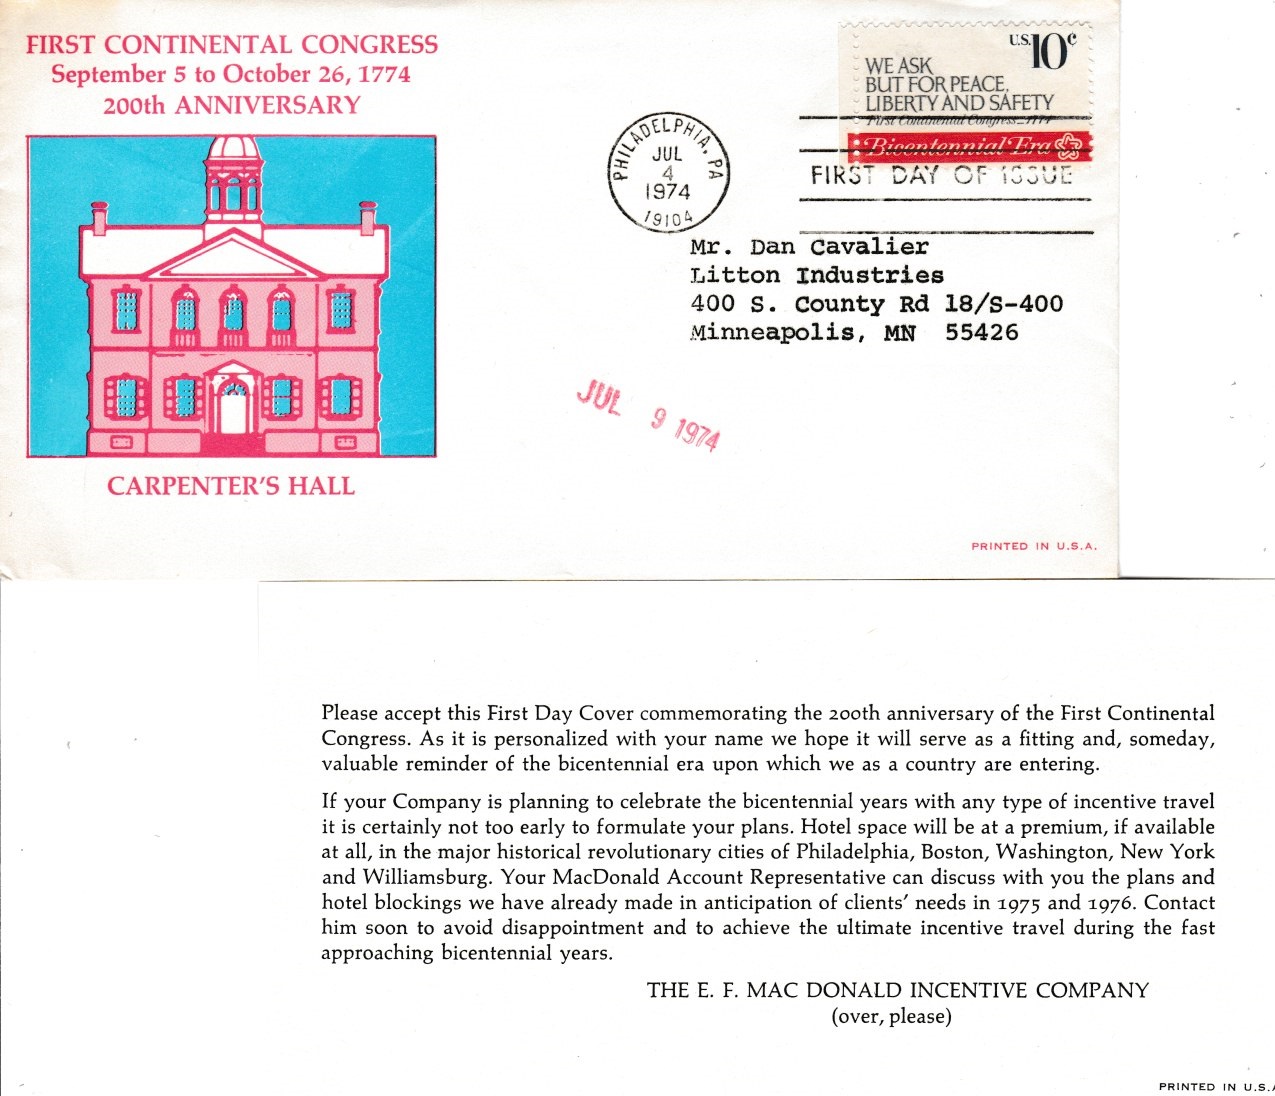 FIRST CONTINENTAL CONGRESS
September 5 to October 26, 1774
200th ANNIVERSARY
CARPENTER'S HALL
U.S. 10c
WE ASK
BUT FOR PEACE,
LIBERTY AND SAFETY
First Continental Congress–1774
Bicentennial Era
PHILADELPHIA, PA
JUL
4
1974
19104
FIRST DAY OF ISSUE
Mr. Dan Cavalier
Litton Industries
400 S. County Rd 18/S-400
Minneapolis, MN 55426
JUL 9 1974
PRINTED IN U.S.A.
Please accept this First Day Cover commemorating the 200th anniversary of the First Continental
Congress. As it is personalized with your name we hope it will serve as a fitting and, someday,
valuable reminder of the bicentennial era upon which we as a country are entering.
If your Company is planning to celebrate the bicentennial years with any type of incentive travel
it is certainly not too early to formulate your plans. Hotel space will be at a premium, if available
at all, in the major historical revolutionary cities of Philadelphia, Boston, Washington, New York
and Williamsburg. Your MacDonald Account Representative can discuss with you the plans and
hotel blockings we have already made in anticipation of clients' needs in 1975 and 1976. Contact
him soon to avoid disappointment and to achieve the ultimate incentive travel during the fast
approaching bicentennial years.
THE E. F. MAC DONALD INCENTIVE COMPANY
(over, please)
PRINTED IN U.S.A